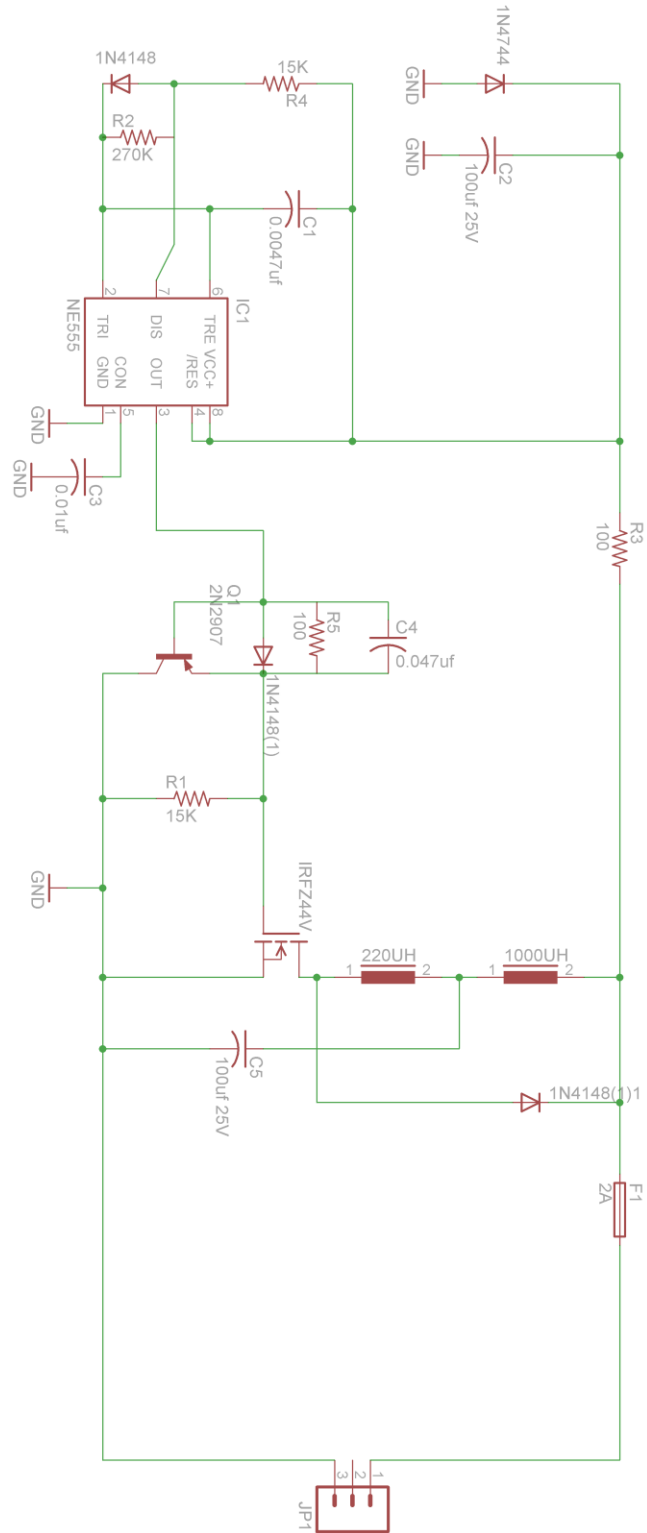 1N4148
15K
R4
1N4744
GND
R2
270K
GND
C2
100uf 25V
C1
0.0047uf
2
7
6
IC1
NE555
TRI
DIS
TRE
VCC+
GND
CON
OUT
/RES
1
5
3
4
8
GND
GND
C3
0.01uf
R3
100
Q1
2N2907
R5
100
C4
0.047uf
1N4148(1)
R1
15K
GND
IRFZ44V
220UH
1
2
1000UH
1
2
C5
100uf 25V
1N4148(1)1
F1
2A
3
2
1
JP1